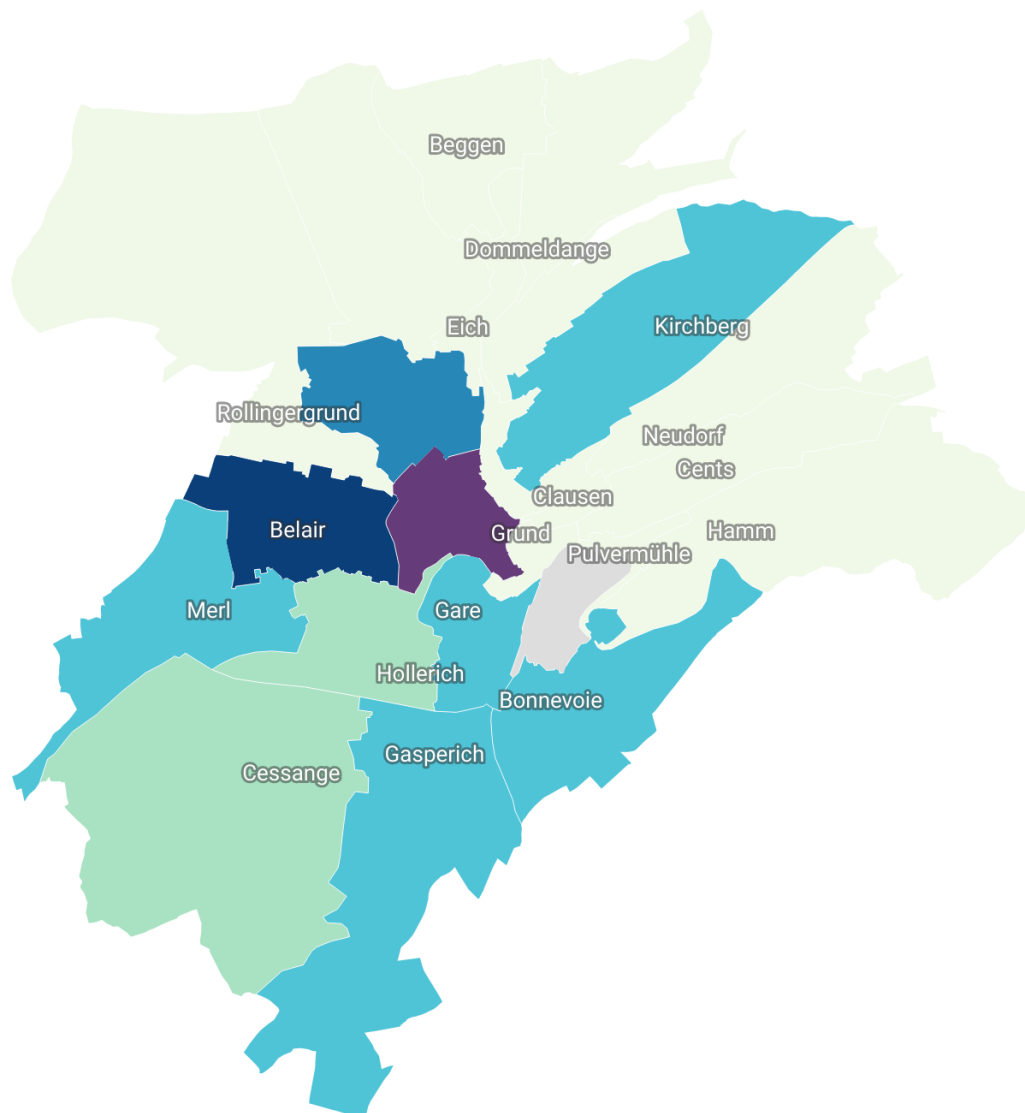 Beggen
Dommeldange
Eich
Kirchberg
Rollingergrund
Neudorf
Cents
Clausen
Belair
Grund
Hamm
Pulvermühle
Merl
Gare
Hollerich
Bonnevoie
Gasperich
Cessange